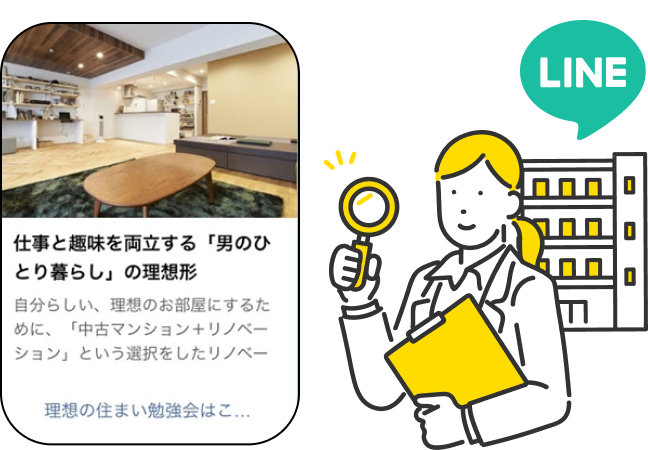 仕事と趣味を両立する「男のひ
とり暮らし」の理想形
自分らしい、理想のお部屋にするた
めに、「中古マンション＋リノベー
ション」という選択をしたリノベー
理想の住まい勉強会はこ…
LINE